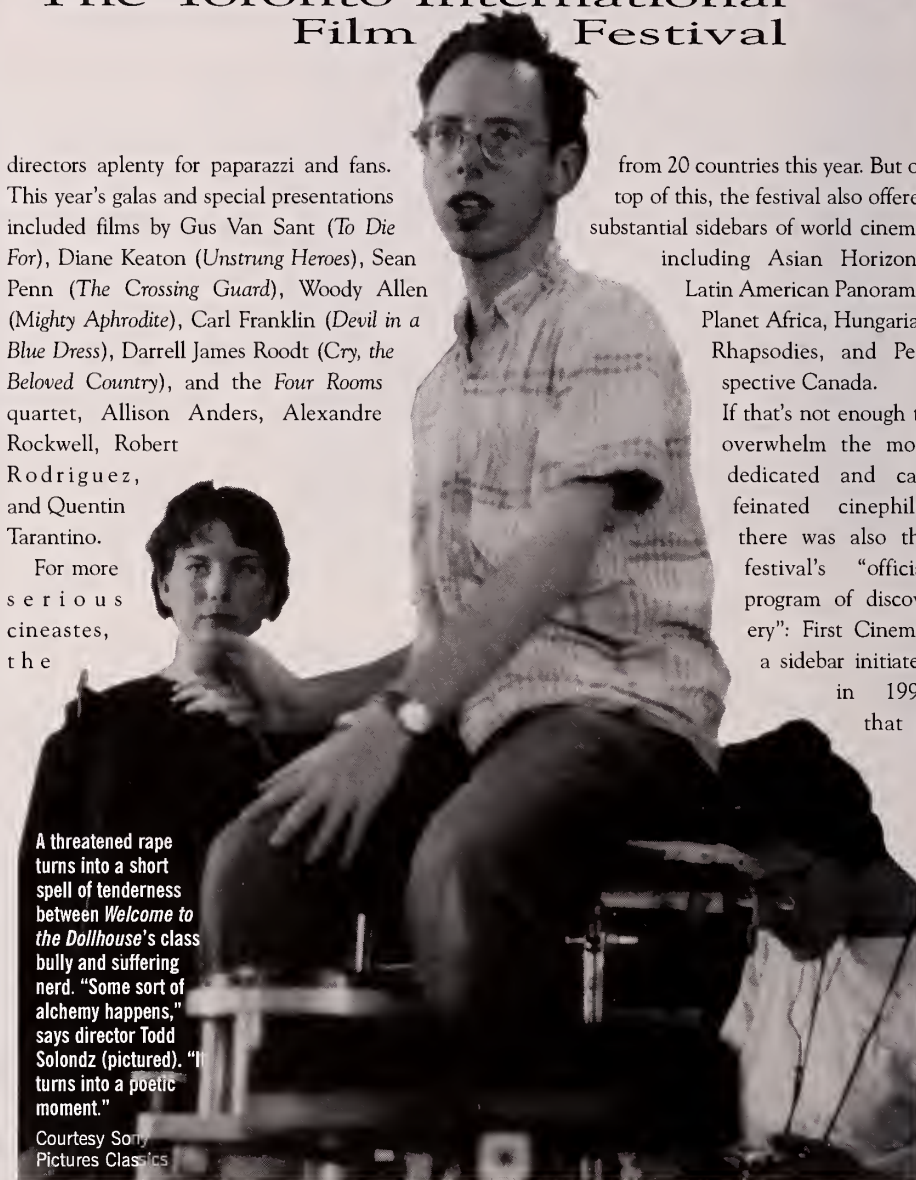 The Toronto International
Film Festival
directors aplenty for paparazzi and fans.
This year's galas and special presentations
included films by Gus Van Sant (To Die
For), Diane Keaton (Unstrung Heroes), Sean
Penn (The Crossing Guard), Woody Allen
(Mighty Aphrodite), Carl Franklin (Devil in a
Blue Dress), Darrell James Roodt (Cry, the
Beloved Country), and the Four Rooms
quartet, Allison Anders, Alexandre
Rockwell, Robert
Rodriguez,
and Quentin
Tarantino.
For more
serious
cineastes,
the
A threatened rape
turns into a short
spell of tenderness
between Welcome to
the Dollhouse's class
bully and suffering
nerd. "Some sort of
alchemy happens,"
says director Todd
Solondz (pictured). "It
turns into a poetic
moment."
Courtesy Sony
Pictures Classics
from 20 countries this year. But
top of this, the festival also
substantial sidebars of world
including Asian
Latin American
Planet Africa,
Rhapsodies, and
spective Canada.
If that's not enough
overwhelm the
dedicated and
feinated
there was also
festival's
program of
ery": First
a sidebar
in
that